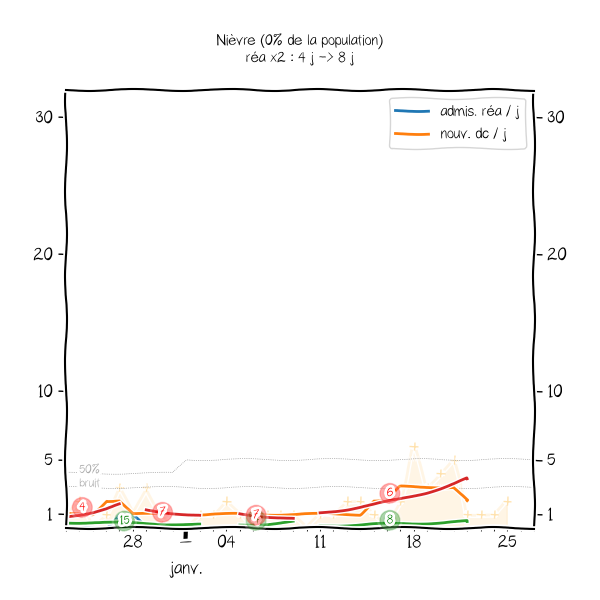 Nièvre (0% de la population)
réa x2 : 4 j -> 8 j
admis. réa / j
nouv. dc / j
30 30
20 20
10 10
5 5
50%
bruit
1 1
4 15 7 7 6 8
28 04 11 18 25
janv.